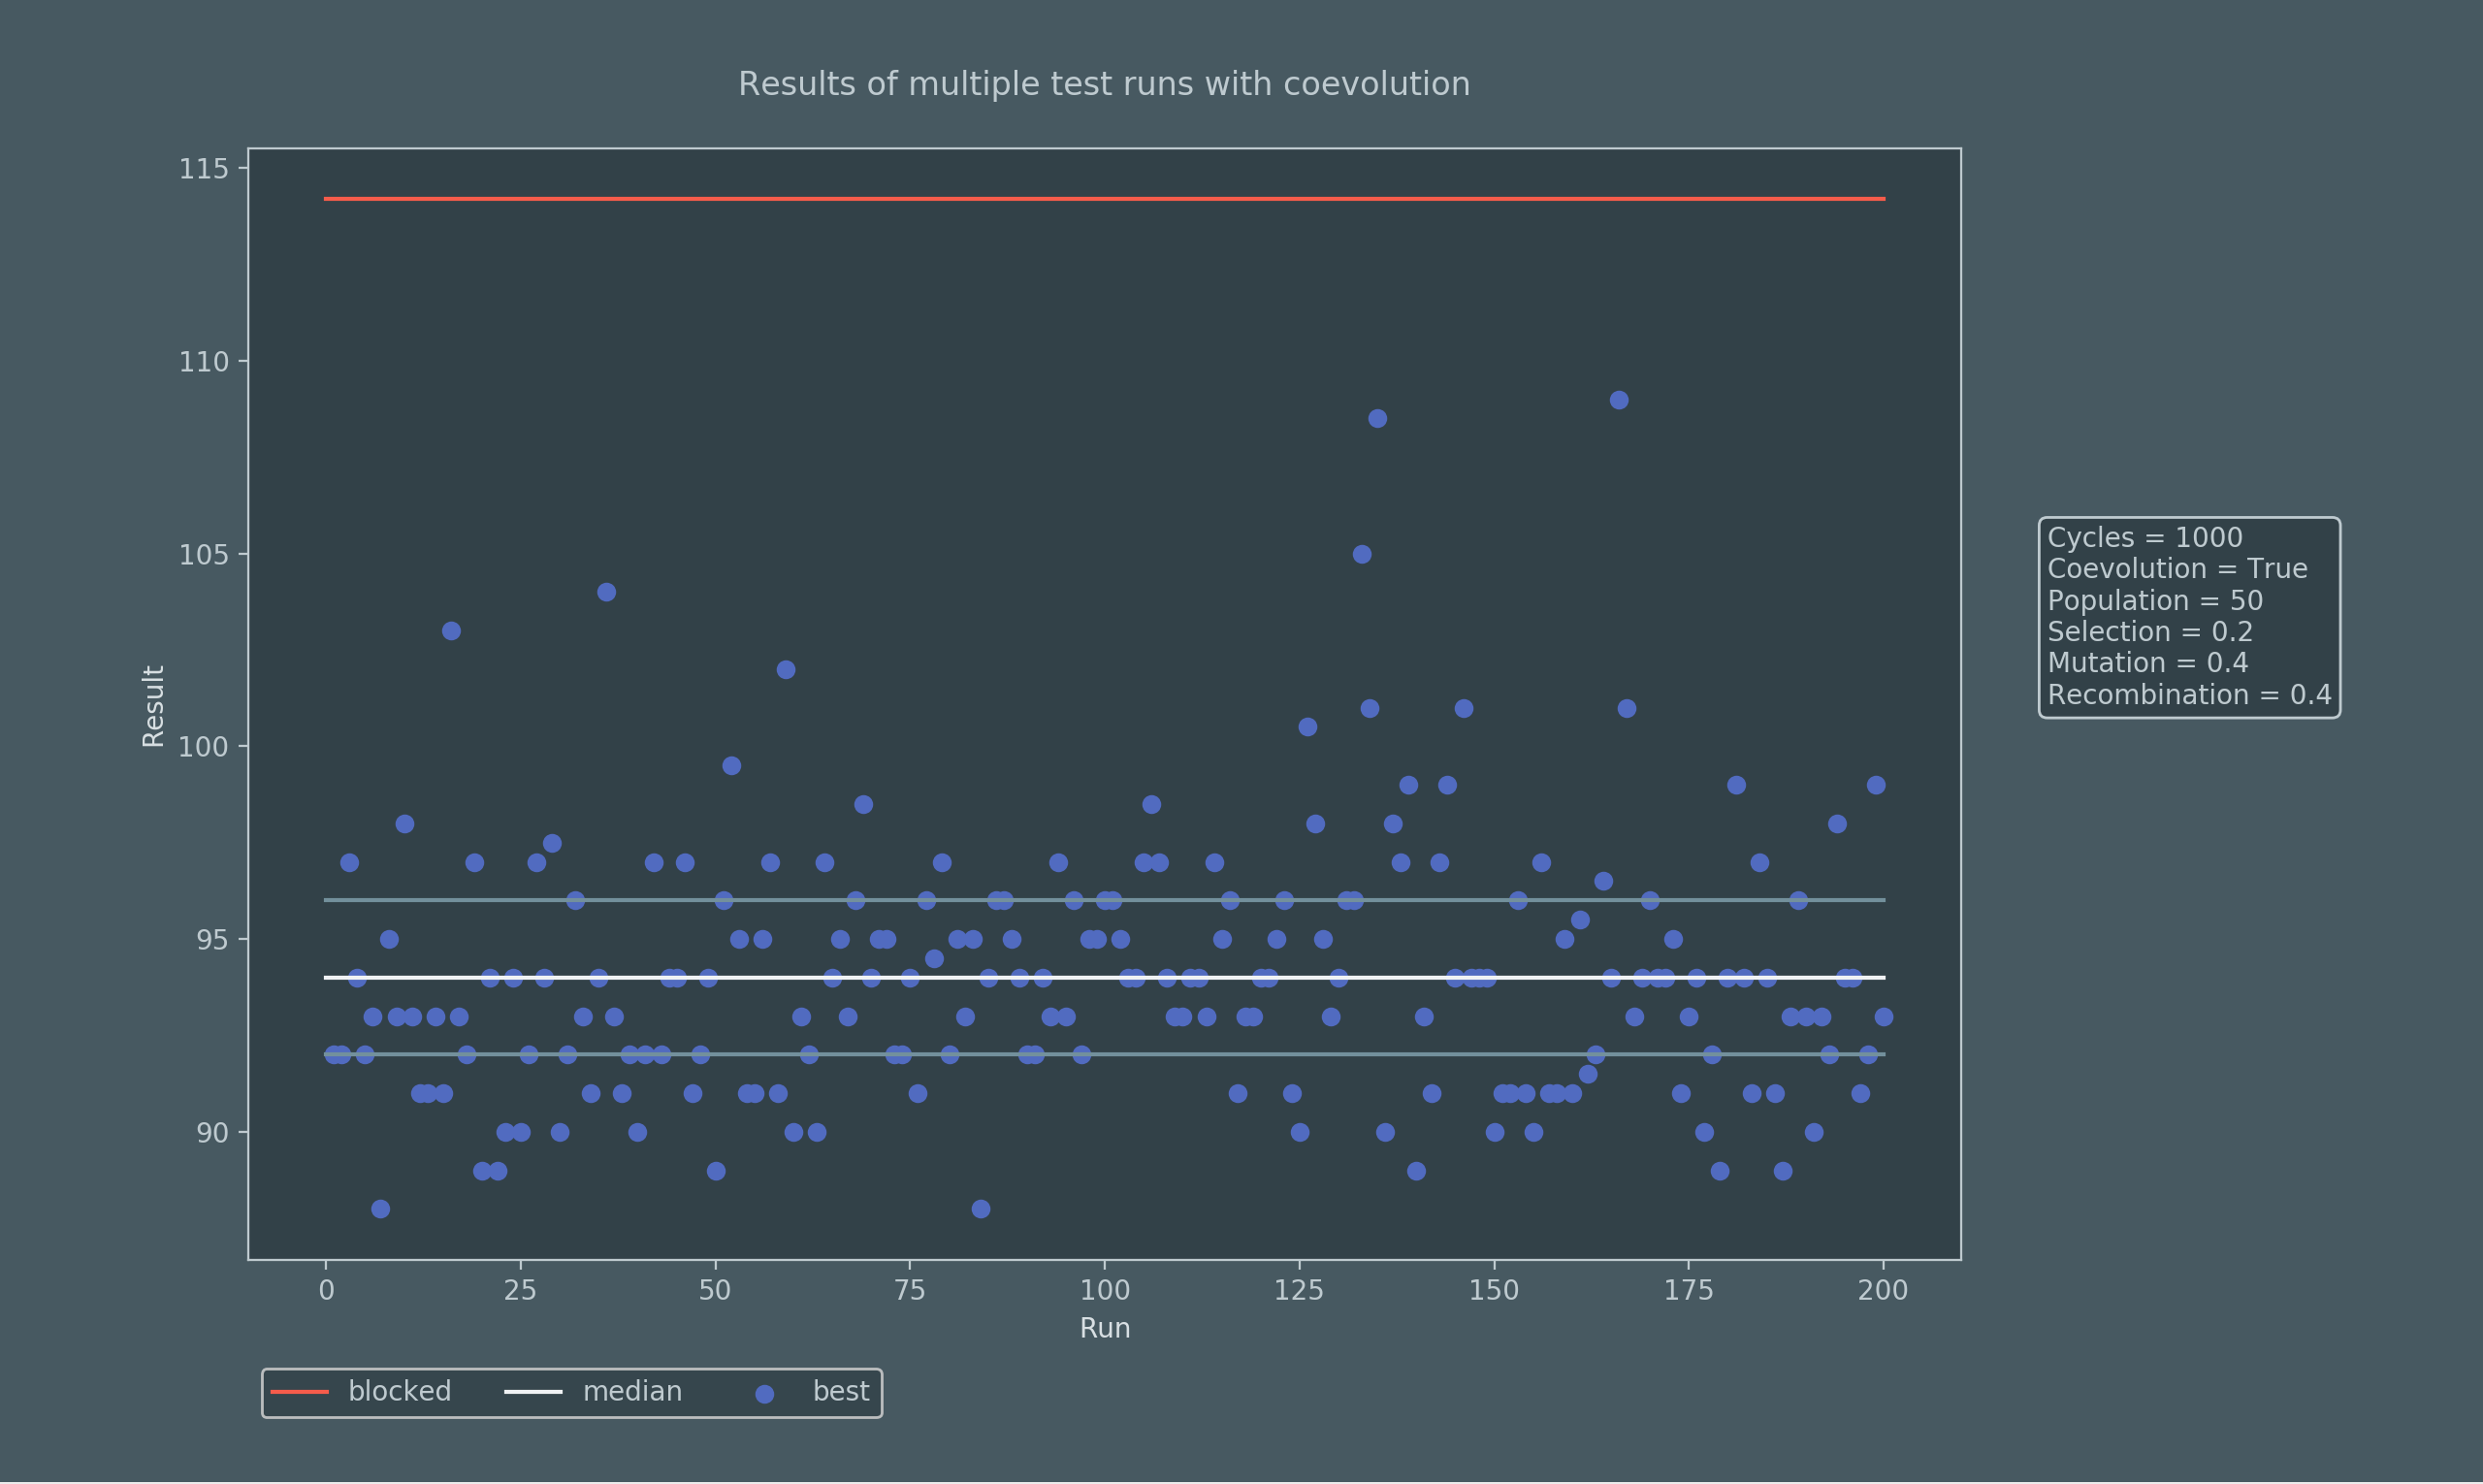 Results of multiple test runs with coevolution
115
110
105
100
95
90
Result
0 25 50 75 100 125 150 175 200
Run
blocked median best
Cycles = 1000
Coevolution = True
Population = 50
Selection = 0.2
Mutation = 0.4
Recombination = 0.4